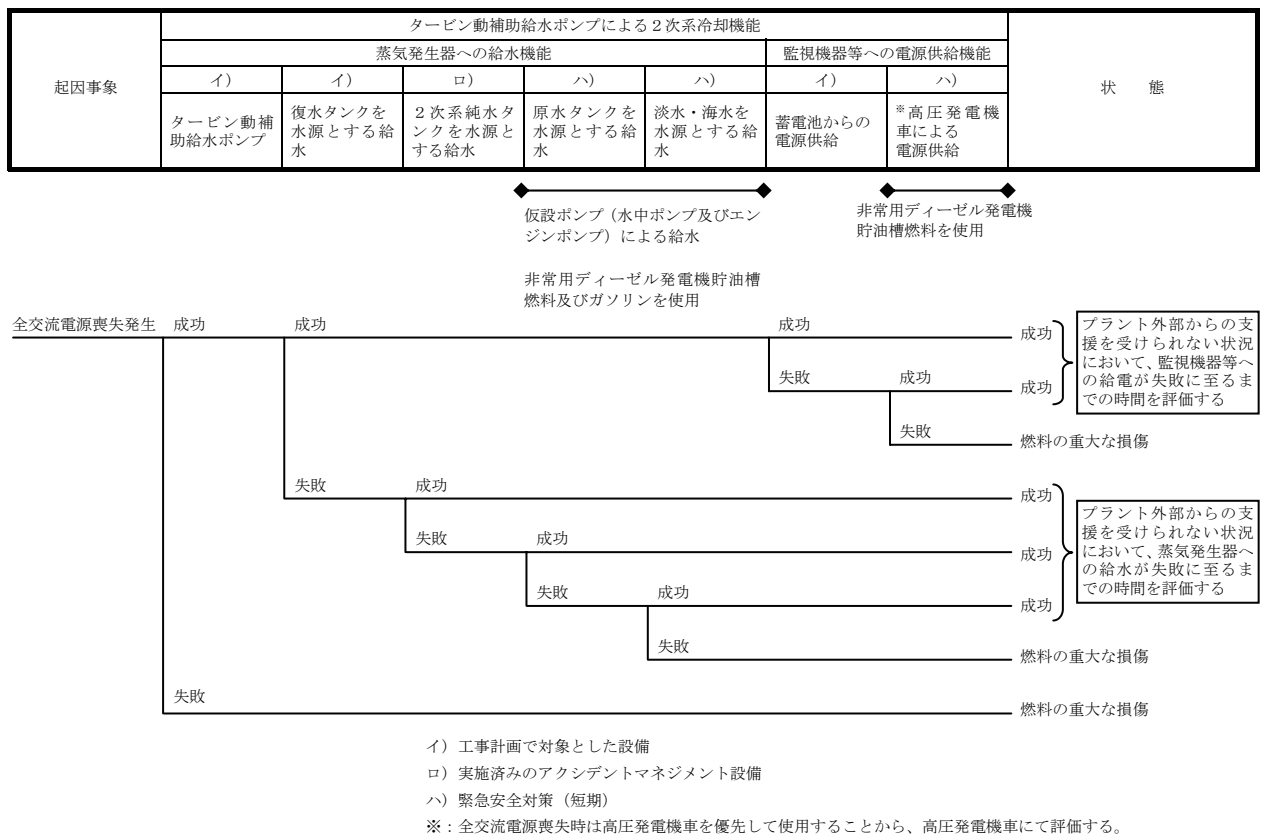 起因事象
タービン動補助給水ポンプによる2次系冷却機能
蒸気発生器への給水機能
監視機器等への電源供給機能
状 態
イ)
イ)
ロ)
ハ)
ハ)
イ)
ハ)
タービン動補
助給水ポンプ
復水タンクを
水源とする給
水
2次系純水タ
ンクを水源と
する給水
原水タンクを
水源とする給
水
淡水・海水を
水源とする給
水
蓄電池からの
電源供給
※高圧発電機
車による
電源供給
仮設ポンプ(水中ポンプ及びエン
ジンポンプ)による給水
非常用ディーゼル発電機貯油槽
燃料及びガソリンを使用
非常用ディーゼル発電機
貯油槽燃料を使用
全交流電源喪失発生
成功
成功
成功
成功
失敗
成功
成功
失敗
燃料の重大な損傷
プラント外部からの支
援を受けられない状況
において、監視機器等へ
の給電が失敗に至るま
での時間を評価する
失敗
成功
成功
失敗
成功
成功
失敗
成功
成功
失敗
燃料の重大な損傷
プラント外部からの支
援を受けられない状況
において、蒸気発生器へ
の給水が失敗に至るま
での時間を評価する
失敗
燃料の重大な損傷
イ)工事計画で対象とした設備
ロ)実施済みのアクシデントマネジメント設備
ハ)緊急安全対策(短期)
※:全交流電源喪失時は高圧発電機車を優先して使用することから、高圧発電機車にて評価する。